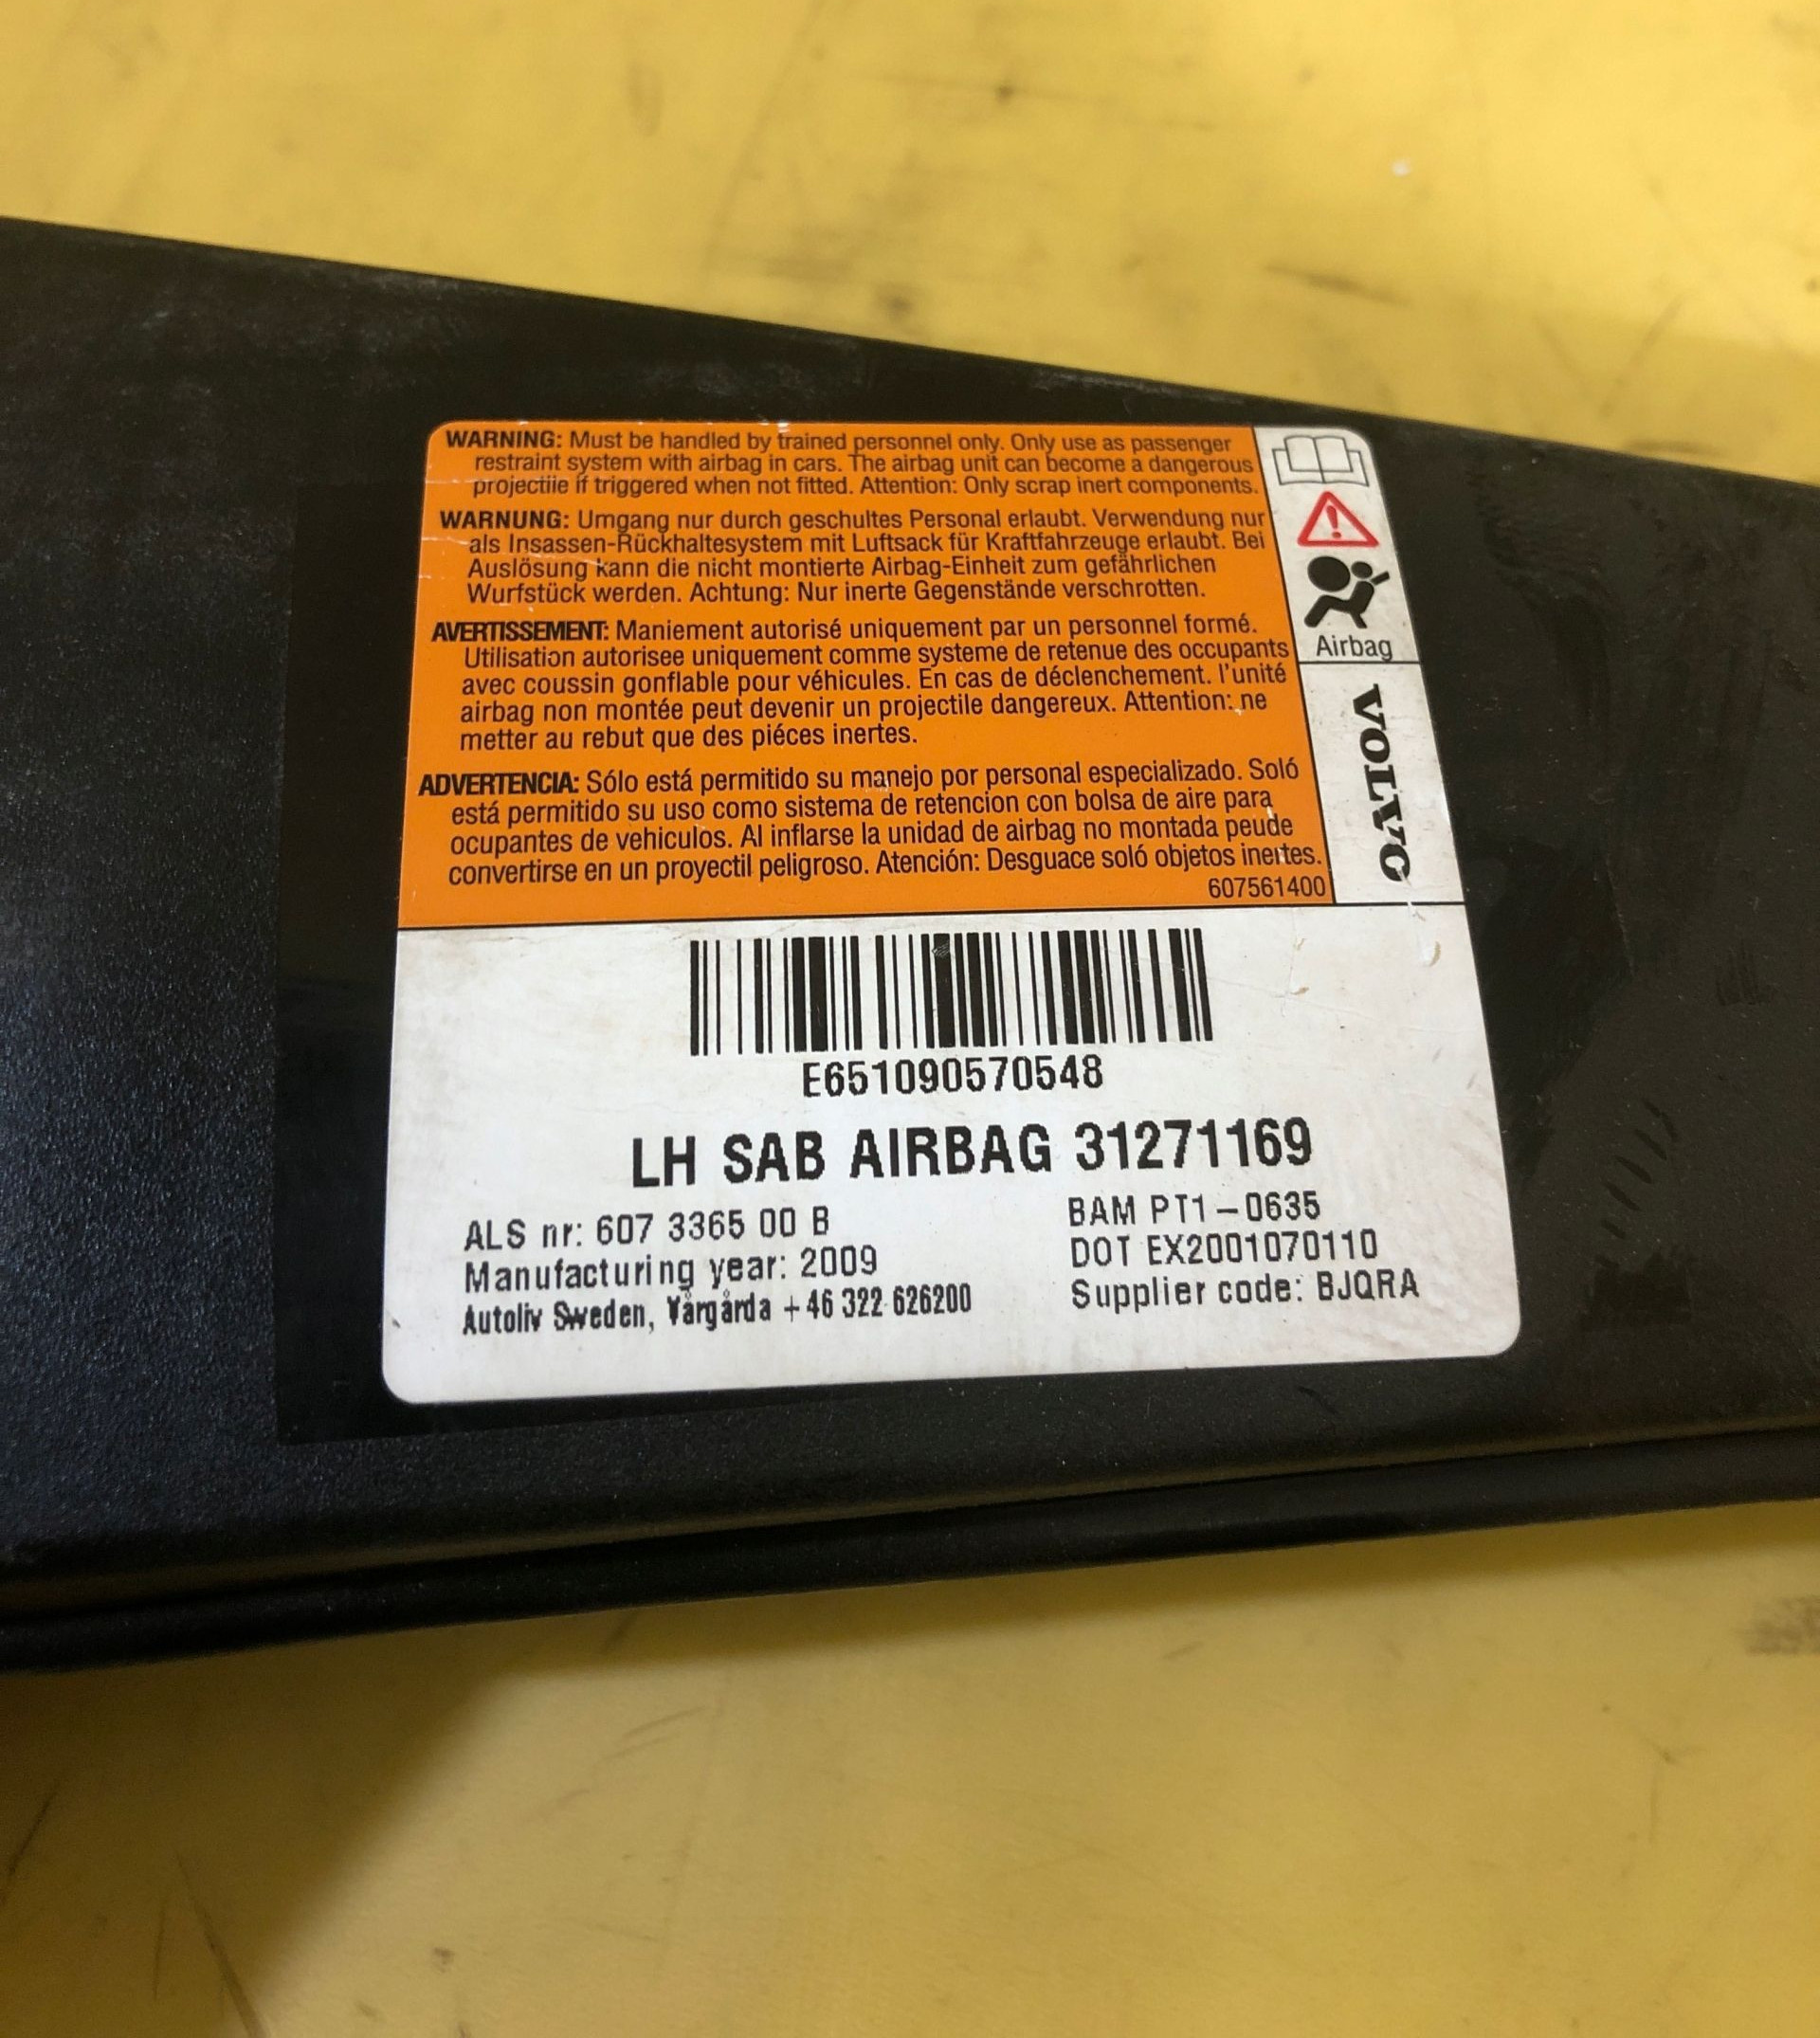 WARNING: Must be handled by trained personnel only. Only use as passenger
restraint system with airbag in cars. The airbag unit can become a dangerous
projectile if triggered when not fitted. Attention: Only scrap inert components.
WARNUNG: Umgang nur durch geschultes Personal erlaubt. Verwendung nur
als Insassen-Rückhaltesystem mit Luftsack für Kraftfahrzeuge erlaubt. Bei
Auslösung kann die nicht montierte Airbag-Einheit zum gefährlichen
Wurfstück werden. Achtung: Nur inerte Gegenstände verschrotten.
AVERTISSEMENT: Maniement autorisé uniquement par un personnel formé.
Utilisation autorisee uniquement comme systeme de retenue des occupants
avec coussin gonflable pour véhicules. En cas de déclenchement. l'unité
airbag non montée peut devenir un projectile dangereux. Attention: ne
metter au rebut que des piéces inertes.
ADVERTENCIA: Sólo está permitido su manejo por personal especializado. Soló
está permitido su uso como sistema de retencion con bolsa de aire para
ocupantes de vehiculos. Al inflarse la unidad de airbag no montada peude
convertirse en un proyectil peligroso. Atención: Desguace soló objetos inertes.
607561400
Airbag
VOLVO
E651090570548
LH SAB AIRBAG 31271169
ALS nr: 607 3365 00 B
Manufacturing year: 2009
Autoliv Sweden, Vårgårda +46 322 626200
BAM PT1-0635
DOT EX2001070110
Supplier code: BJQRA